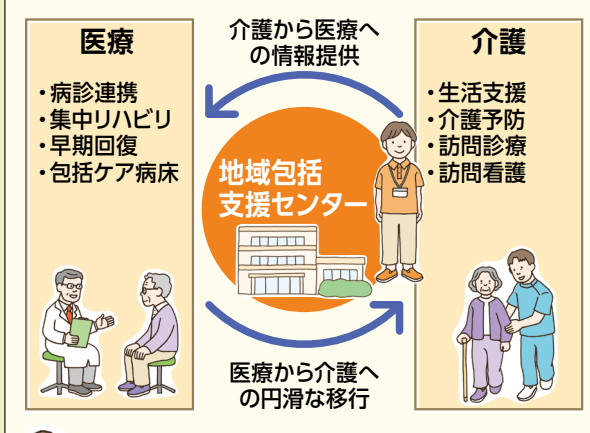 医療
・病診連携
・集中リハビリ
・早期回復
・包括ケア病床
介護から医療へ
の情報提供
地域包括
支援センター
医療から介護へ
の円滑な移行
介護
・生活支援
・介護予防
・訪問診療
・訪問看護